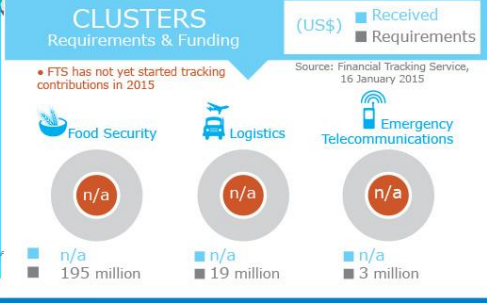 CLUSTERS
Requirements & Funding
(US$)
Received
Requirements
• FTS has not yet started tracking
contributions in 2015
Source: Financial Tracking Service,
16 January 2015
Food Security
Logistics
Emergency
Telecommunications
n/a
n/a
n/a
n/a
195 million
n/a
19 million
n/a
3 million